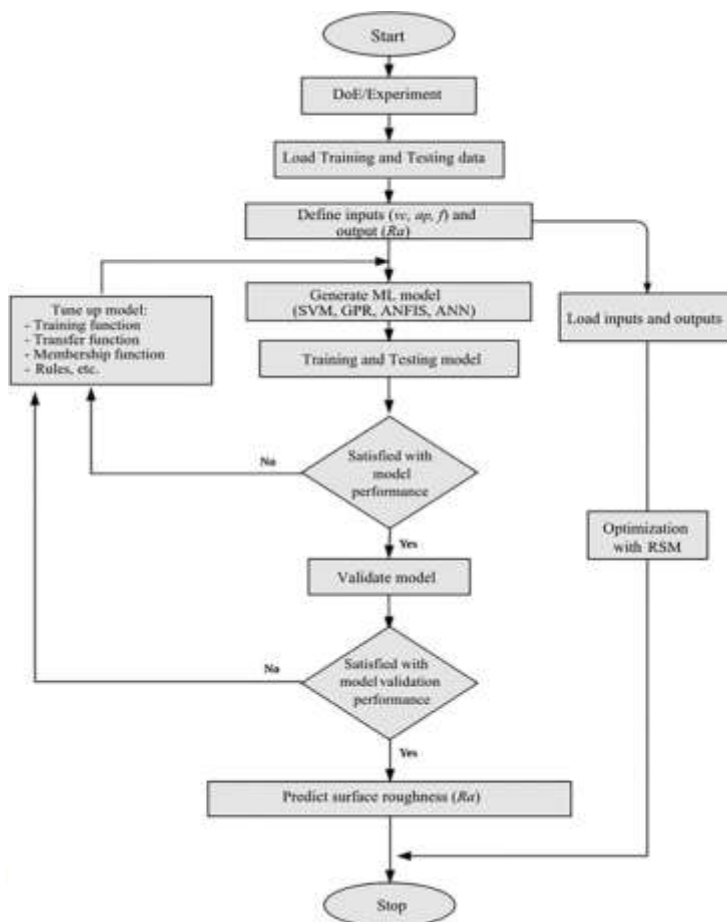 Start
DoE/Experiment
Load Training and Testing data
Define inputs (vc, ap, f) and
output (Ra)
Generate ML model
(SVM, GPR, ANFIS, ANN)
Tune up model:
- Training function
- Transfer function
- Membership function
- Rules, etc.
Load inputs and outputs
Training and Testing model
Na
Satisfied with
model
performance
Yes
Optimization
with RSM
Validate model
Na
Satisfied with
model validation
performance
Yes
Predict surface roughness (Ra)
Stop